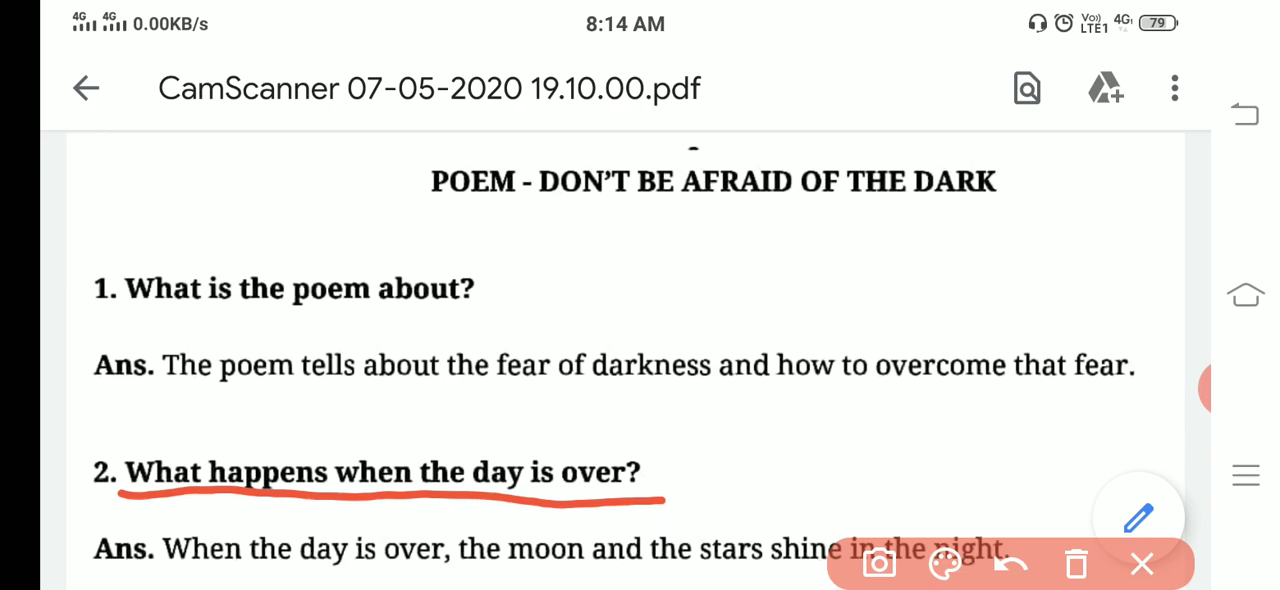 4G 4G 0.00KB/s 8:14 AM Vo)) LTE1 4G 79
CamScanner 07-05-2020 19.10.00.pdf
POEM - DON'T BE AFRAID OF THE DARK
1. What is the poem about?
Ans. The poem tells about the fear of darkness and how to overcome that fear.
2. What happens when the day is over?
Ans. When the day is over, the moon and the stars shine in the night.